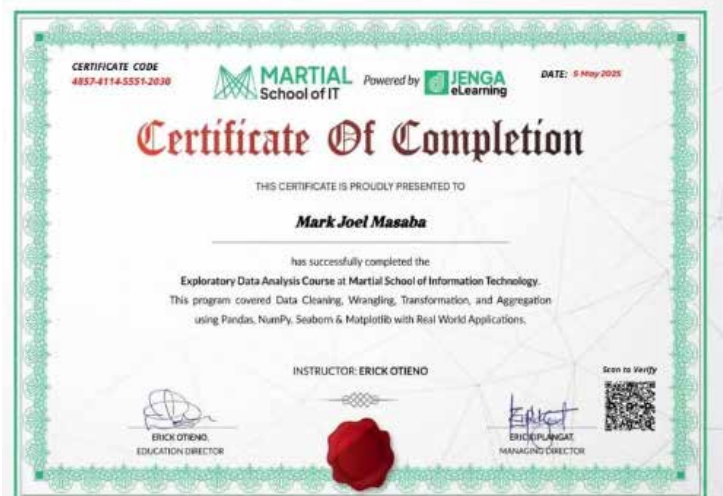 CERTIFICATE CODE
4857-4114-5551-2030
MARTIAL
School of IT
Powered by
JENGA
eLearning
DATE: 5 May 2025
Certificate Of Completion
THIS CERTIFICATE IS PROUDLY PRESENTED TO
Mark Joel Masaba
has successfully completed the
Exploratory Data Analysis Course at Martial School of Information Technology.
This program covered Data Cleaning, Wrangling, Transformation, and Aggregation
using Pandas, NumPy, Seaborn & Matplotlib with Real World Applications.
INSTRUCTOR: ERICK OTIENO
Scan to Verify
ERICK OTIENO,
EDUCATION DIRECTOR
ERIC KIPLANGAT,
MANAGING DIRECTOR